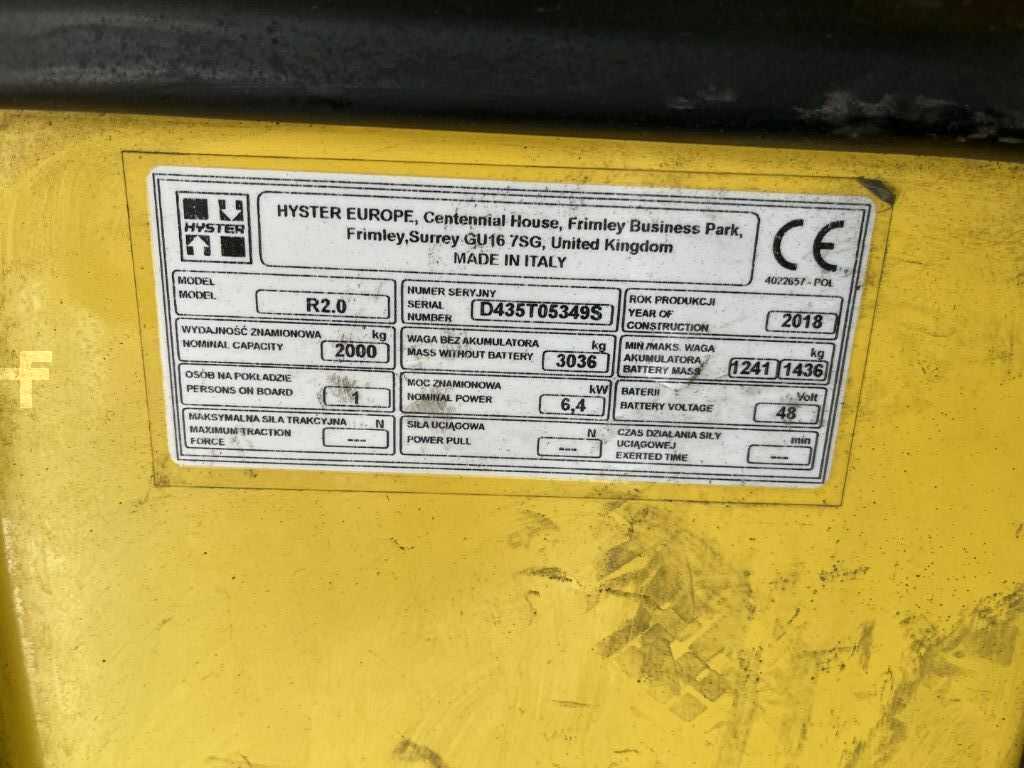 HYSTER
HYSTER EUROPE, Centennial House, Frimley Business Park,
Frimley,Surrey GU16 7SG, United Kingdom
MADE IN ITALY
CE
4022657 - POL
MODEL
MODEL
R2.0
NUMER SERYJNY
SERIAL
NUMBER
D435T05349S
ROK PRODUKCJI
YEAR OF
CONSTRUCTION
2018
WYDAJNOŚĆ ZNAMIONOWA kg
NOMINAL CAPACITY
2000
WAGA BEZ AKUMULATORA kg
MASS WITHOUT BATTERY
3036
MIN/MAKS. WAGA kg
AKUMULATORA
BATTERY MASS
1241 1436
OSÓB NA POKŁADZIE
PERSONS ON BOARD
1
MOC ZNAMIONOWA kW
NOMINAL POWER
6,4
BATERII Volt
BATTERY VOLTAGE
48
MAKSYMALNA SIŁA TRAKCYJNA N
MAXIMUM TRACTION
FORCE
---
SIŁA UCIĄGOWA N
POWER PULL
---
CZAS DZIAŁANIA SIŁY min
UCIĄGOWEJ
EXERTED TIME
---
F